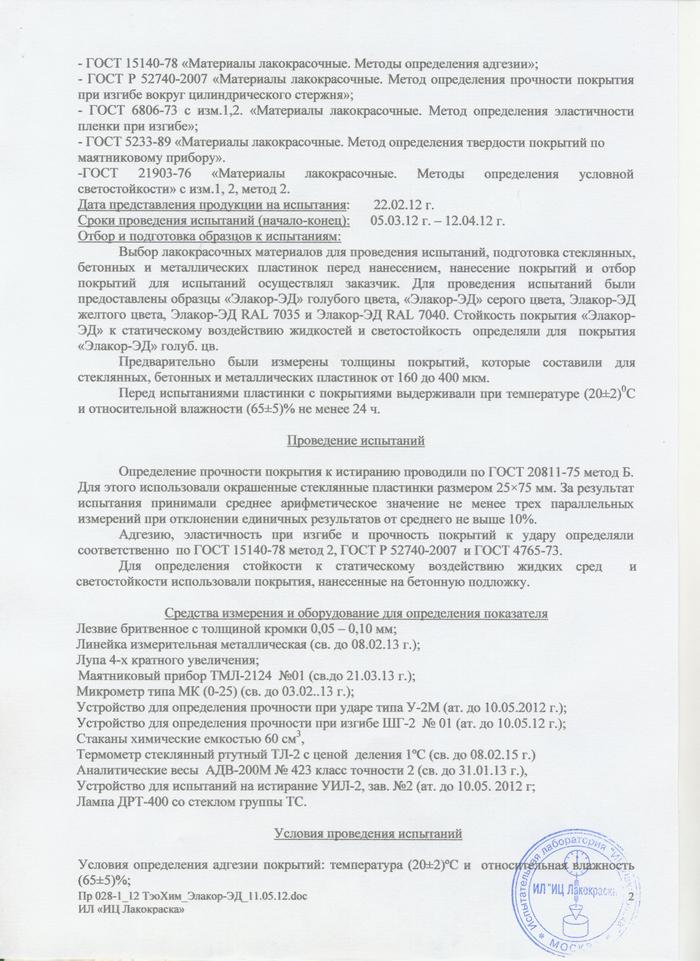 - ГОСТ 15140-78 «Материалы лакокрасочные. Методы определения адгезии»;
- ГОСТ Р 52740-2007 «Материалы лакокрасочные. Метод определения прочности покрытия
при изгибе вокруг цилиндрического стержня»;
- ГОСТ 6806-73 с изм.1,2. «Материалы лакокрасочные. Метод определения эластичности
пленки при изгибе»;
- ГОСТ 5233-89 «Материалы лакокрасочные. Метод определения твердости покрытий по
маятниковому прибору».
-ГОСТ 21903-76 «Материалы лакокрасочные. Методы определения условной
светостойкости» с изм.1, 2, метод 2.
Дата представления продукции на испытания: 22.02.12 г.
Сроки проведения испытаний (начало-конец): 05.03.12 г. – 12.04.12 г.
Отбор и подготовка образцов к испытаниям:
Выбор лакокрасочных материалов для проведения испытаний, подготовка стеклянных,
бетонных и металлических пластинок перед нанесением, нанесение покрытий и отбор
покрытий для испытаний осуществлял заказчик. Для проведения испытаний были
предоставлены образцы «Элакор-ЭД» голубого цвета, «Элакор-ЭД» серого цвета, Элакор-ЭД
желтого цвета, Элакор-ЭД RAL 7035 и Элакор-ЭД RAL 7040. Стойкость покрытия «Элакор-
ЭД» к статическому воздействию жидкостей и светостойкость определяли для покрытия
«Элакор-ЭД» голуб. цв.
Предварительно были измерены толщины покрытий, которые составили для
стеклянных, бетонных и металлических пластинок от 160 до 400 мкм.
Перед испытаниями пластинки с покрытиями выдерживали при температуре (20±2)⁰С
и относительной влажности (65±5)% не менее 24 ч.
Проведение испытаний
Определение прочности покрытия к истиранию проводили по ГОСТ 20811-75 метод Б.
Для этого использовали окрашенные стеклянные пластинки размером 25×75 мм. За результат
испытания принимали среднее арифметическое значение не менее трех параллельных
измерений при отклонении единичных результатов от среднего не выше 10%.
Адгезию, эластичность при изгибе и прочность покрытий к удару определяли
соответственно по ГОСТ 15140-78 метод 2, ГОСТ Р 52740-2007 и ГОСТ 4765-73.
Для определения стойкости к статическому воздействию жидких сред и
светостойкости использовали покрытия, нанесенные на бетонную подложку.
Средства измерения и оборудование для определения показателя
Лезвие бритвенное с толщиной кромки 0,05 – 0,10 мм;
Линейка измерительная металлическая (св. до 08.02.13 г.);
Лупа 4-х кратного увеличения;
Маятниковый прибор ТМЛ-2124 №01 (св.до 21.03.13 г.);
Микрометр типа МК (0-25) (св. до 03.02..13 г.);
Устройство для определения прочности при ударе типа У-2М (ат. до 10.05.2012 г.);
Устройство для определения прочности при изгибе ШГ-2 № 01 (ат. до 10.05.12 г.);
Стаканы химические емкостью 60 см³,
Термометр стеклянный ртутный ТЛ-2 с ценой деления 1ºС (св. до 08.02.15 г.)
Аналитические весы АДВ-200М № 423 класс точности 2 (св. до 31.01.13 г.),
Устройство для испытаний на истирание УИЛ-2, зав. №2 (ат. до 10.05. 2012 г;
Лампа ДРТ-400 со стеклом группы ТС.
Условия проведения испытаний
Условия определения адгезии покрытий: температура (20±2)ºС и относительная влажность
(65±5)%;
Пр 028-1_12 ТэоХим_Элакор-ЭД_11.05.12.doc
ИЛ «ИЦ Лакокраска»
2
Испытательная лаборатория
ИЛ "ИЦ Лакокраска"
МОСКВА